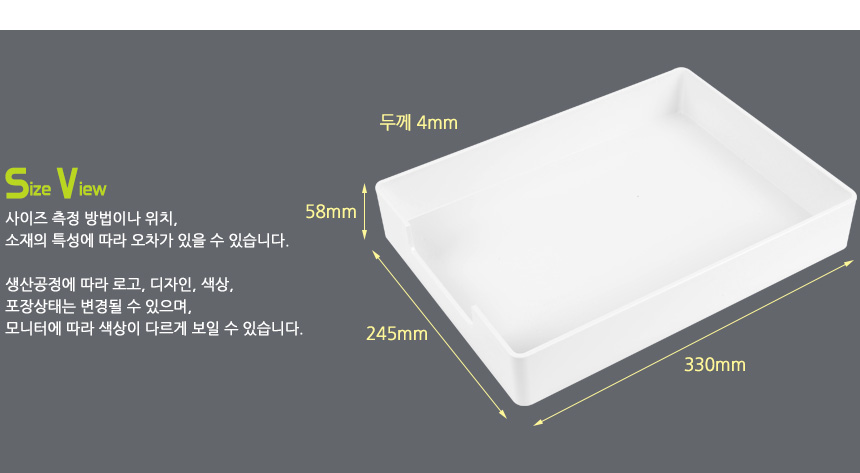 Size View
사이즈 측정 방법이나 위치,
소재의 특성에 따라 오차가 있을 수 있습니다.
생산공정에 따라 로고, 디자인, 색상,
포장상태는 변경될 수 있으며,
모니터에 따라 색상이 다르게 보일 수 있습니다.
두께 4mm
58mm
245mm
330mm